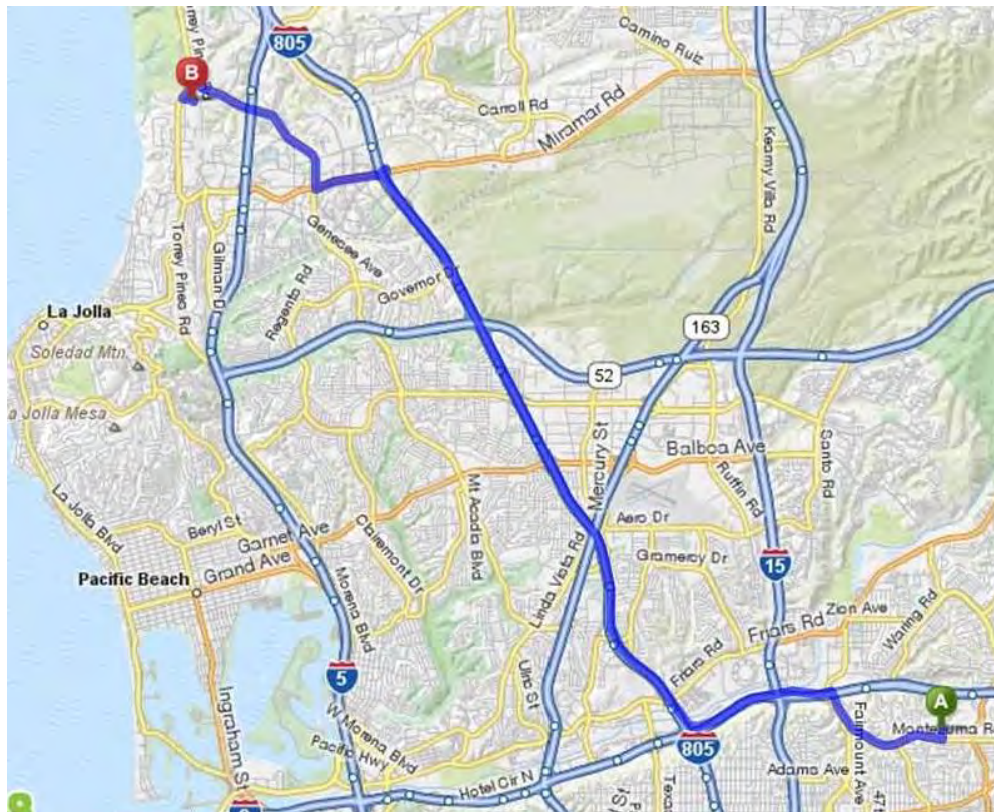 805
B
Camino Ruiz
Carroll Rd
Miramar Rd
Kearny Villa Rd
Torrey Pines Rd
Gilman D
Genesee Ave
Regents Rd
Governor
La Jolla
Soledad Mtn.
a Jolla Mesa
163
52
Mercury St
Balboa Ave
Ruffin Rd
Santo Rd
La Jolla Blvd
Beryl St
Garnet Ave
Grand Ave
Clairemont Dr
Mt Acadia Blvd
Aero Dr
Linda Vista Rd
Gramercy Dr
15
Pacific Beach
Morena Blvd
Zion Ave
Friars Rd
Waring Rd
Ulric St
Friars Rd
5
A
Ingraham St
W Morena Blvd
Pacific Hwy
805
Fairmount Ave
Montezuma R
Hotel Cir N
Texas
Adams Ave
47t